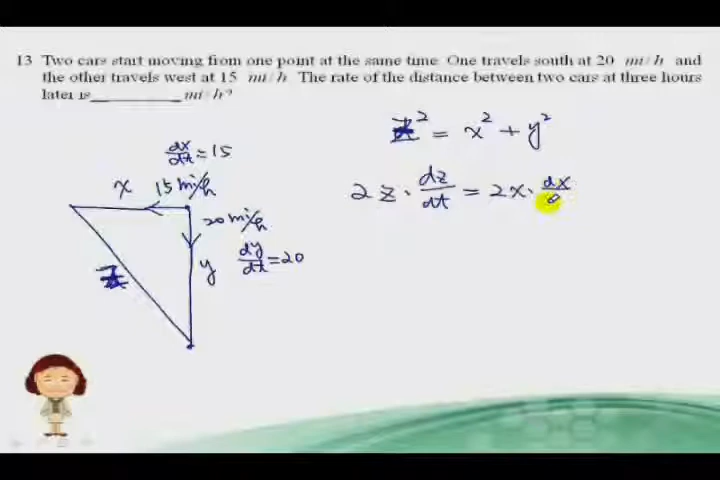 13 Two cars start moving from one point at the same time. One travels south at 20 mi/h and
the other travels west at 15 mi/h. The rate of the distance between two cars at three hours
later is__________ mi/h?
z² = x² + y²
dx/dt = 15
2z · dz/dt = 2x · dx/
x 15 mi/h
20 mi/h
z y dy/dt = 20